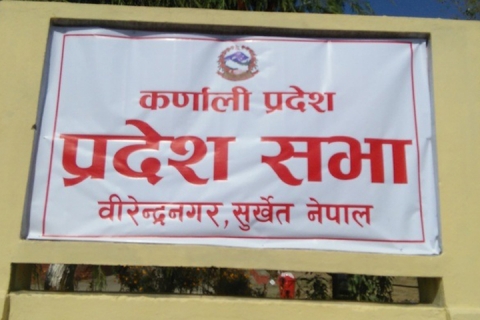 कर्णाली प्रदेश
प्रदेश सभा
वीरेन्द्रनगर, सुर्खेत नेपाल